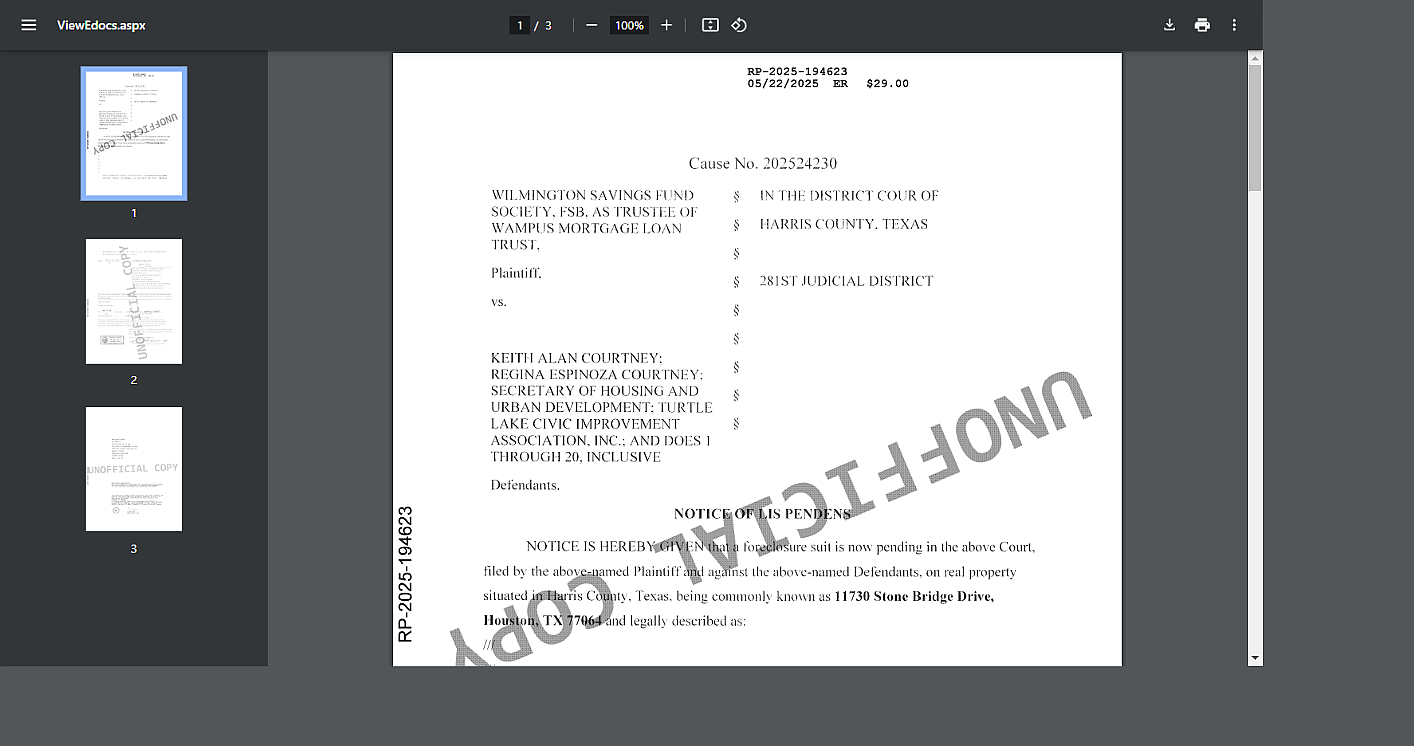 ViewEdocs.aspx
1 / 3
100%
1
2
3
RP-2025-194623
05/22/2025 ER $29.00
Cause No. 202524230
WILMINGTON SAVINGS FUND § IN THE DISTRICT COUR OF
SOCIETY, FSB, AS TRUSTEE OF
WAMPUS MORTGAGE LOAN § HARRIS COUNTY, TEXAS
TRUST,
§
Plaintiff,
§ 281ST JUDICIAL DISTRICT
vs.
§
§
KEITH ALAN COURTNEY;
REGINA ESPINOZA COURTNEY; §
SECRETARY OF HOUSING AND
URBAN DEVELOPMENT; TURTLE §
LAKE CIVIC IMPROVEMENT
ASSOCIATION, INC.; AND DOES 1 §
THROUGH 20, INCLUSIVE
Defendants.
NOTICE OF LIS PENDENS
NOTICE IS HEREBY GIVEN that a foreclosure suit is now pending in the above Court,
filed by the above-named Plaintiff and against the above-named Defendants, on real property
situated in Harris County, Texas, being commonly known as 11730 Stone Bridge Drive,
Houston, TX 77064 and legally described as:
///
RP-2025-194623
UNOFFICIAL COPY
UNOFFICIAL COPY
UNOFFICIAL COPY
UNOFFICIAL COPY